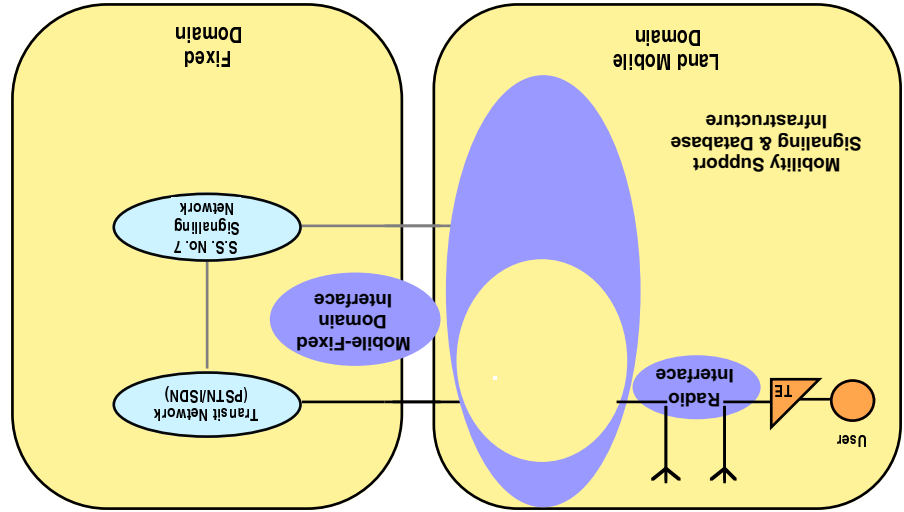 User
TE
Radio
Interface
Transit Network
(PSTN/ISDN)
Mobile-Fixed
Domain
Interface
S.S. No. 7
Signalling
Network
Mobility Support
Signaling & Database
Infrastructure
Land Mobile
Domain
Fixed
Domain